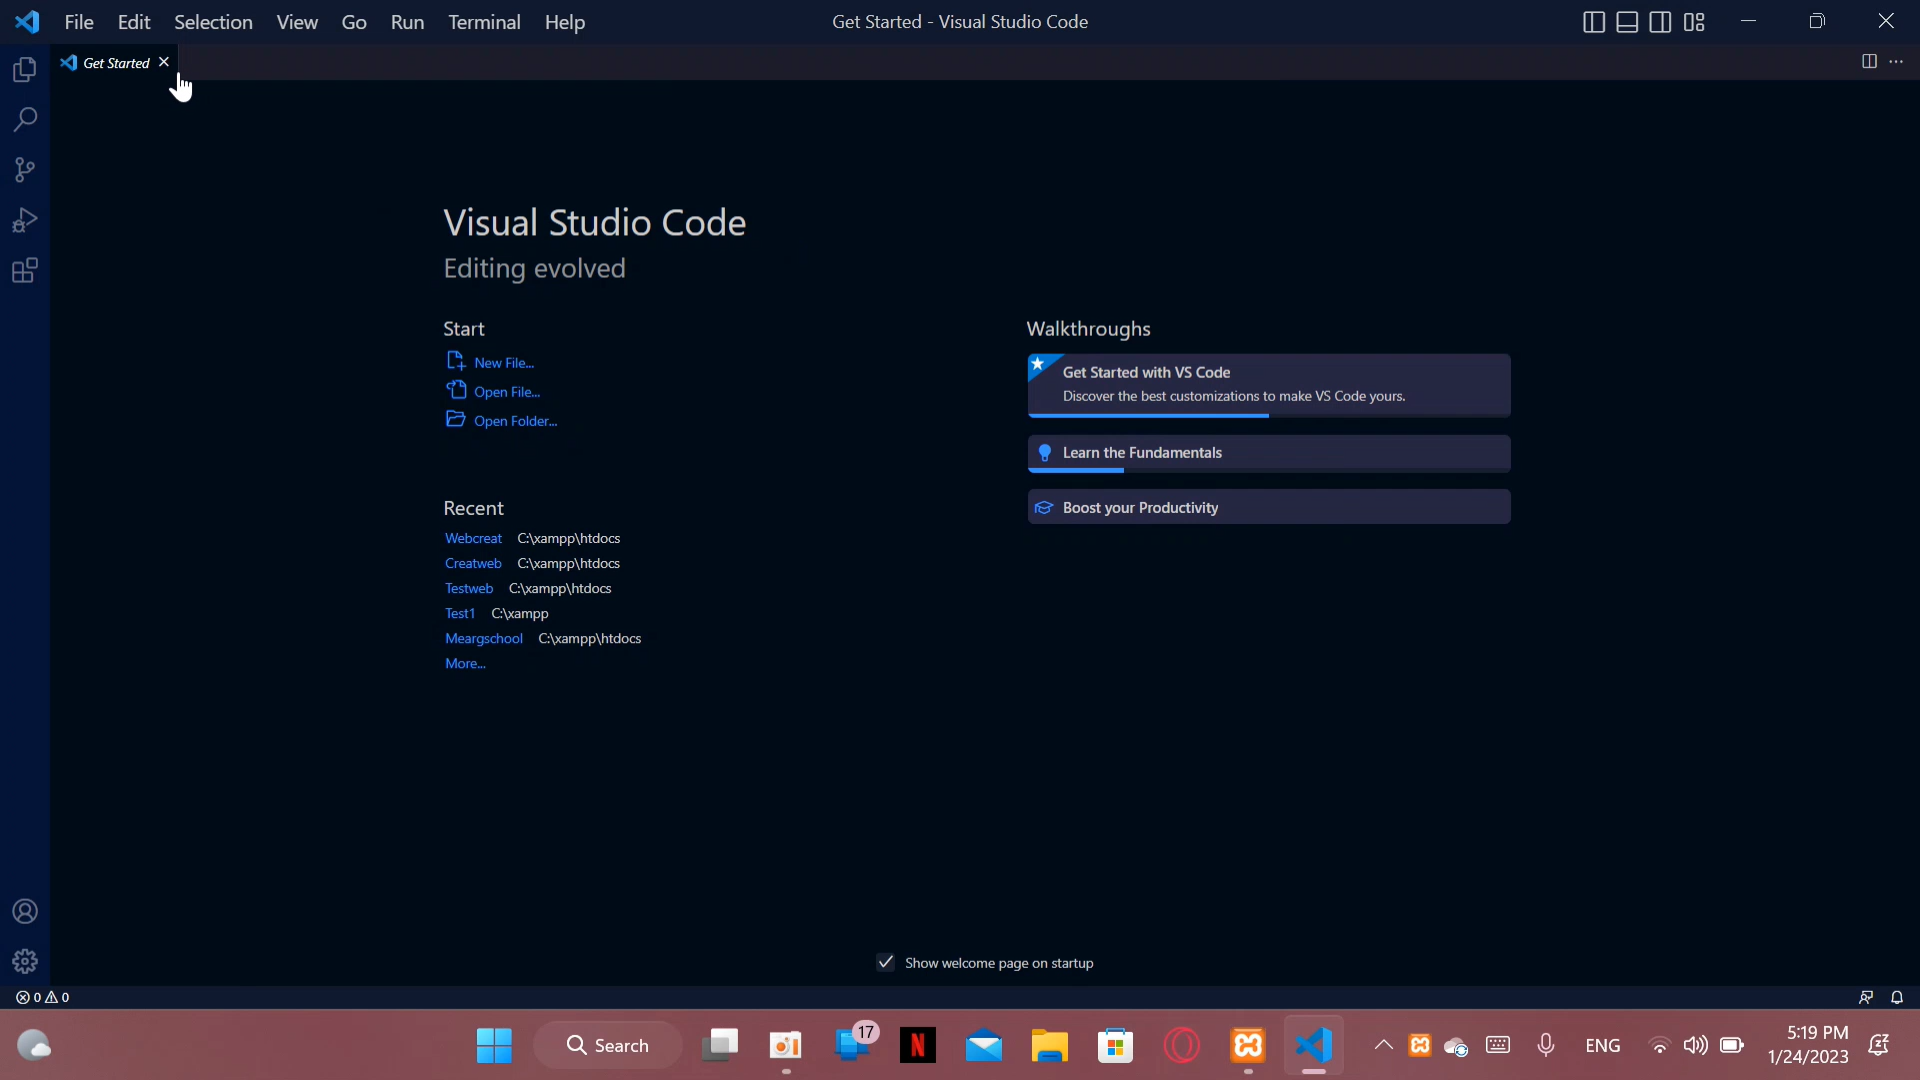 File Edit Selection View Go Run Terminal Help Get Started - Visual Studio Code
Get Started
Visual Studio Code
Editing evolved
Start
New File...
Open File...
Open Folder...
Recent
Webcreat C:\xampp\htdocs
Creatweb C:\xampp\htdocs
Testweb C:\xampp\htdocs
Test1 C:\xampp
Meargschool C:\xampp\htdocs
More...
Walkthroughs
Get Started with VS Code
Discover the best customizations to make VS Code yours.
Learn the Fundamentals
Boost your Productivity
Show welcome page on startup
0 0
Search 17 N ENG 5:19 PM
1/24/2023